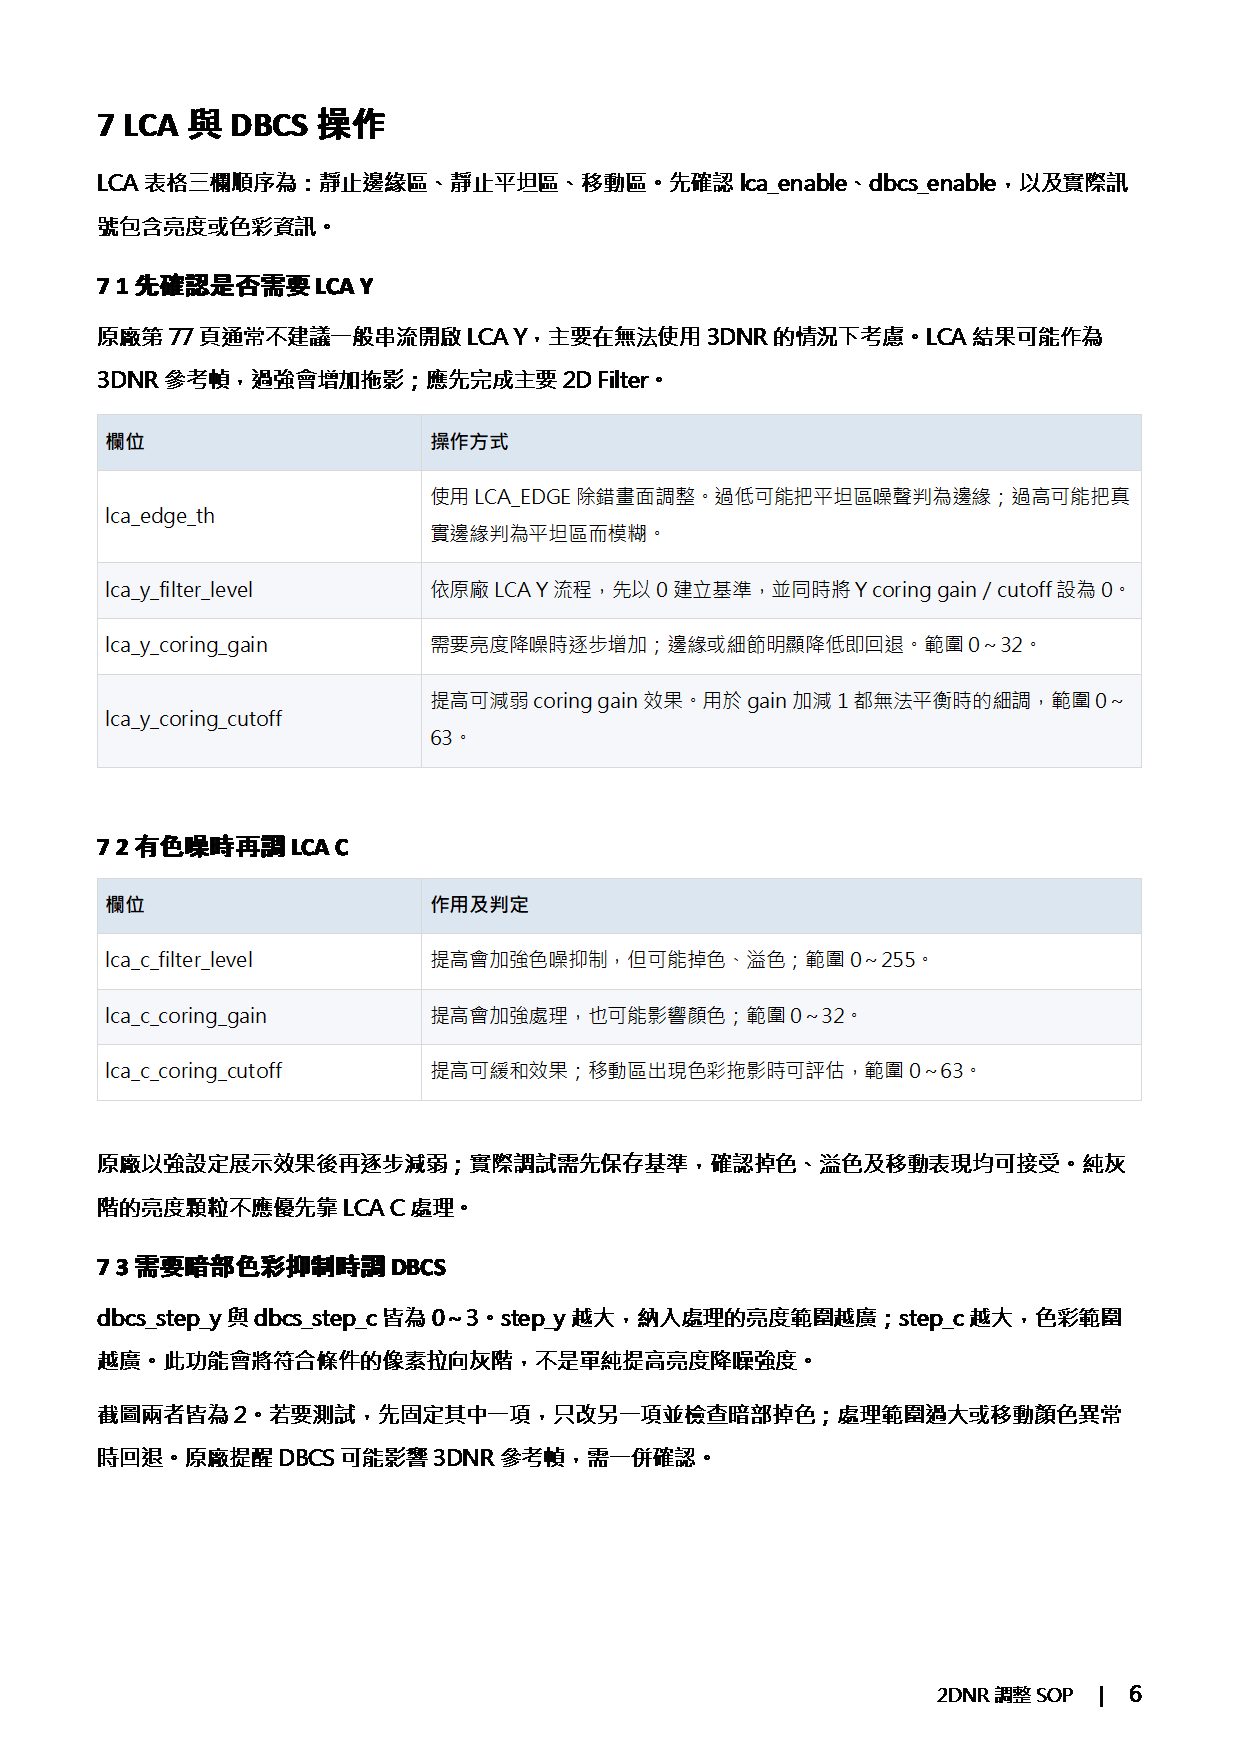 7 LCA 與 DBCS 操作
LCA 表格三欄順序為：靜止邊緣區、靜止平坦區、移動區。先確認 lca_enable、dbcs_enable，以及實際訊
號包含亮度或色彩資訊。
7 1 先確認是否需要 LCA Y
原廠第 77 頁通常不建議一般串流開啟 LCA Y，主要在無法使用 3DNR 的情況下考慮。LCA 結果可能作為
3DNR 參考幀，過強會增加拖影；應先完成主要 2D Filter。
欄位 操作方式
lca_edge_th 使用 LCA_EDGE 除錯畫面調整。過低可能把平坦區噪聲判為邊緣；過高可能把真
實邊緣判為平坦區而模糊。
lca_y_filter_level 依原廠 LCA Y 流程，先以 0 建立基準，並同時將 Y coring gain / cutoff 設為 0。
lca_y_coring_gain 需要亮度降噪時逐步增加；邊緣或細節明顯降低即回退。範圍 0～32。
lca_y_coring_cutoff 提高可減弱 coring gain 效果。用於 gain 加減 1 都無法平衡時的細調，範圍 0～
63。
7 2 有色噪時再調 LCA C
欄位 作用及判定
lca_c_filter_level 提高會加強色噪抑制，但可能掉色、溢色；範圍 0～255。
lca_c_coring_gain 提高會加強處理，也可能影響顏色；範圍 0～32。
lca_c_coring_cutoff 提高可緩和效果；移動區出現色彩拖影時可評估，範圍 0～63。
原廠以強設定展示效果後再逐步減弱；實際調試需先保存基準，確認掉色、溢色及移動表現均可接受。純灰
階的亮度顆粒不應優先靠 LCA C 處理。
7 3 需要暗部色彩抑制時調 DBCS
dbcs_step_y 與 dbcs_step_c 皆為 0～3。step_y 越大，納入處理的亮度範圍越廣；step_c 越大，色彩範圍
越廣。此功能會將符合條件的像素拉向灰階，不是單純提高亮度降噪強度。
截圖兩者皆為 2。若要測試，先固定其中一項，只改另一項並檢查暗部掉色；處理範圍過大或移動顏色異常
時回退。原廠提醒 DBCS 可能影響 3DNR 參考幀，需一併確認。
2DNR 調整 SOP | 6